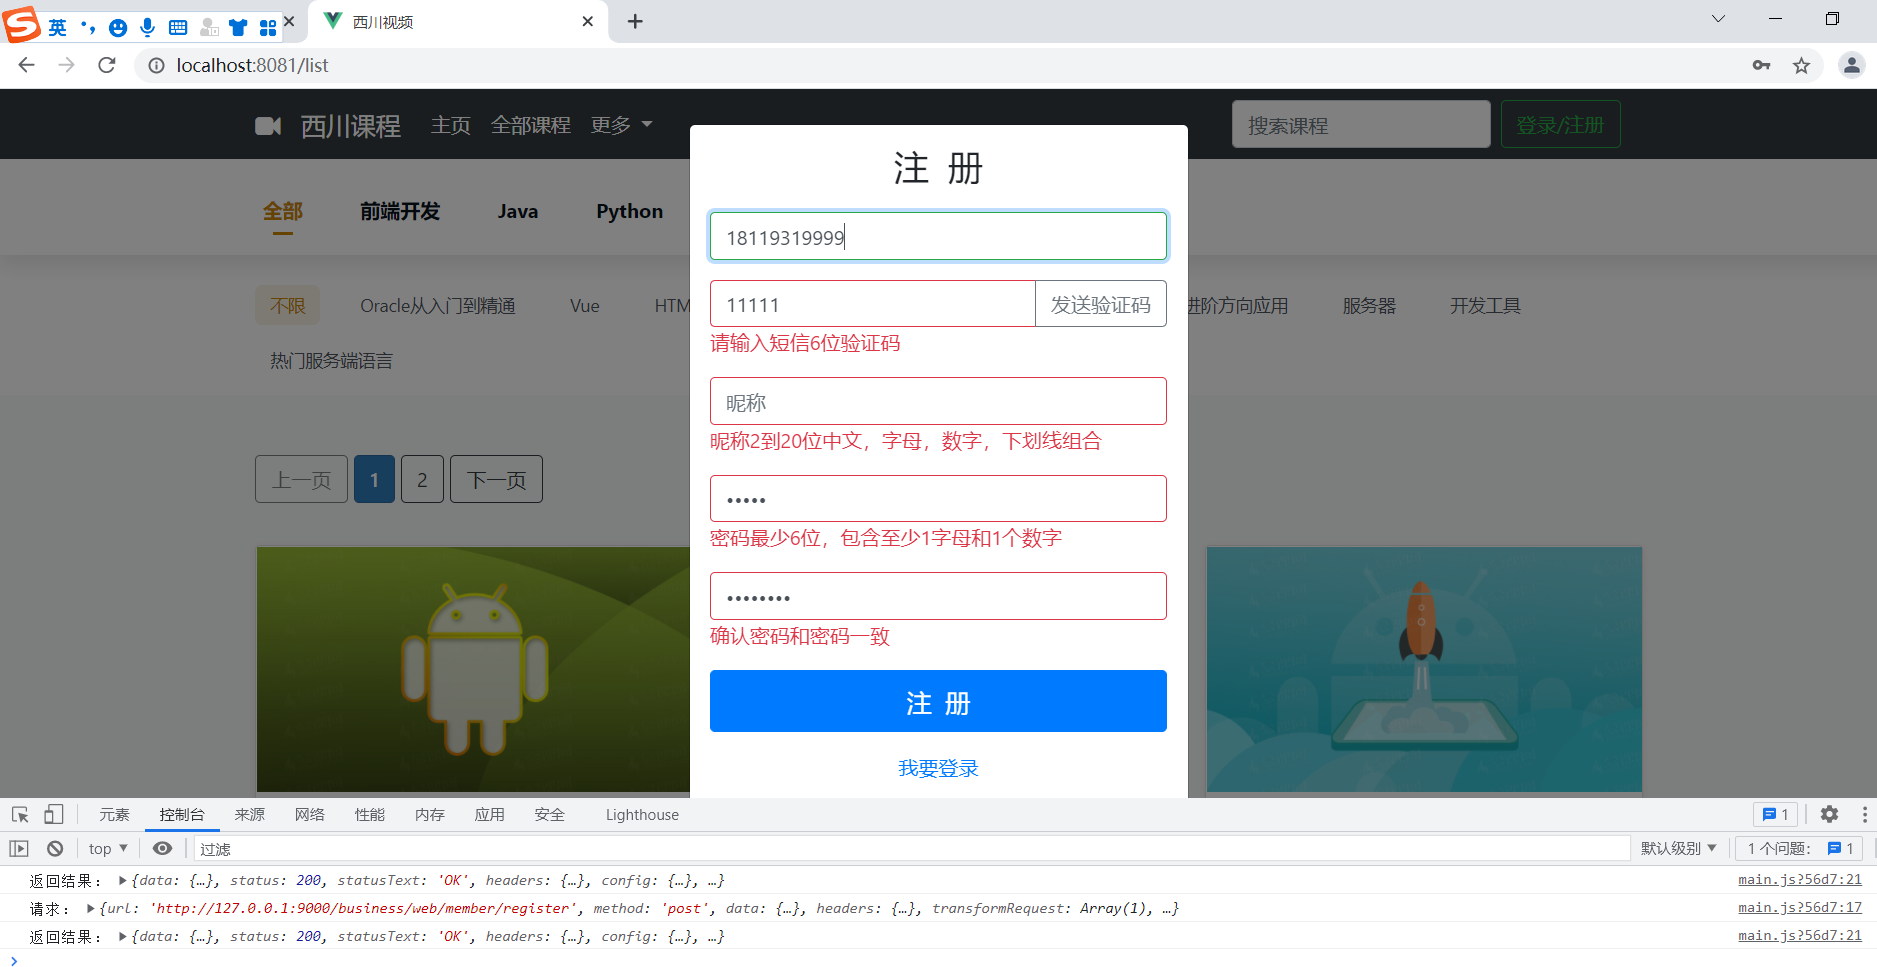 英
西川视频
localhost:8081/list
西川课程 主页 全部课程 更多 搜索课程 登录/注册
注 册
全部 前端开发 Java Python
18119319999
不限 Oracle从入门到精通 Vue HTM 进阶方向应用 服务器 开发工具
11111 发送验证码
请输入短信6位验证码
热门服务端语言
昵称
昵称2到20位中文，字母，数字，下划线组合
上一页 1 2 下一页
•••••
密码最少6位，包含至少1字母和1个数字
••••••••
确认密码和密码一致
注 册
我要登录
元素 控制台 来源 网络 性能 内存 应用 安全 Lighthouse 1
top 过滤 默认级别 1 个问题： 1
返回结果： ▶{data: {…}, status: 200, statusText: 'OK', headers: {…}, config: {…}, …} main.js?56d7:21
请求： ▶{url: 'http://127.0.0.1:9000/business/web/member/register', method: 'post', data: {…}, headers: {…}, transformRequest: Array(1), …} main.js?56d7:17
返回结果： ▶{data: {…}, status: 200, statusText: 'OK', headers: {…}, config: {…}, …} main.js?56d7:21